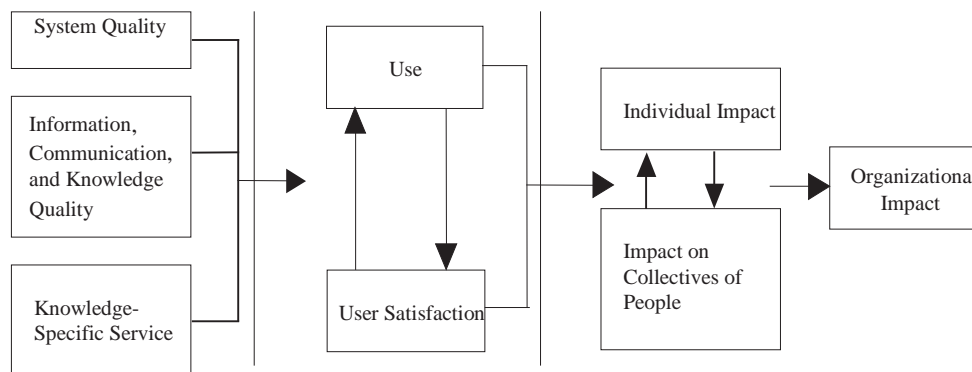 System Quality
Information,
Communication,
and Knowledge
Quality
Knowledge-
Specific Service
Use
User Satisfaction
Individual Impact
Impact on
Collectives of
People
Organizationa
Impact